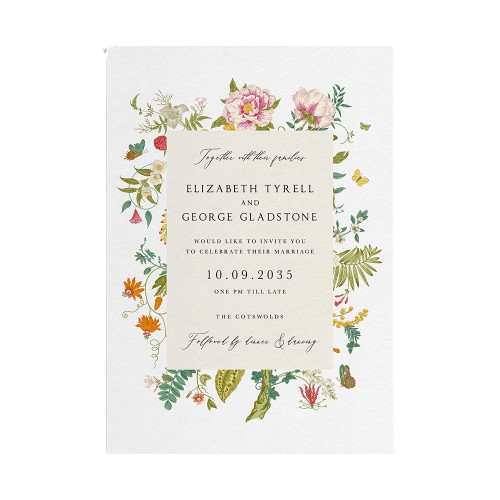 Together with their families
ELIZABETH TYRELL
AND
GEORGE GLADSTONE
WOULD LIKE TO INVITE YOU
TO CELEBRATE THEIR MARRIAGE
10.09.2035
ONE PM TILL LATE
THE COTSWOLDS
Followed by dinner & dancing